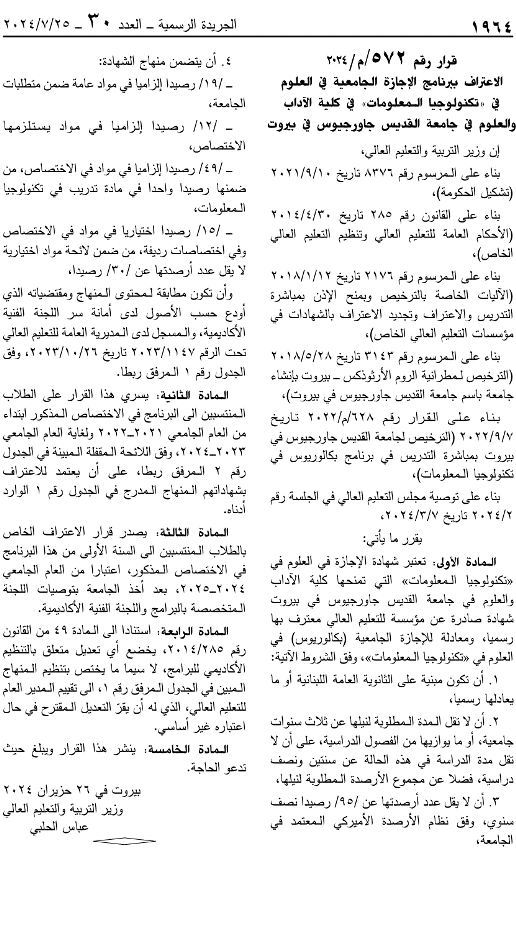 ١٩٦٤
الجريدة الرسمية ــ العدد ٣٠ ــ ٢٠٢٤/٧/٢٥
قرار رقم ٥٧٢/م/٢٠٢٤
الاعتراف ببرنامج الإجازة الجامعية في العلوم
في «تكنولوجيا المعلومات» في كلية الآداب
والعلوم في جامعة القديس جاورجيوس في بيروت
إن وزير التربية والتعليم العالي،
بناء على المرسوم رقم ٨٣٧٦ تاريخ ٢٠٢١/٩/١٠
(تشكيل الحكومة)،
بناء على القانون رقم ٢٨٥ تاريخ ٢٠١٤/٤/٣٠
(الأحكام العامة للتعليم العالي وتنظيم التعليم العالي
الخاص)،
بناء على المرسوم رقم ٢١٧٦ تاريخ ٢٠١٨/١/١٢
(الآليات الخاصة بالترخيص وبمنح الإذن بمباشرة
التدريس والاعتراف وتجديد الاعتراف بالشهادات في
مؤسسات التعليم العالي الخاص)،
بناء على المرسوم رقم ٣١٤٣ تاريخ ٢٠١٨/٥/٢٨
(الترخيص لمطرانية الروم الأرثوذكس ــ بيروت بإنشاء
جامعة باسم جامعة القديس جاورجيوس في بيروت)،
بناء على القرار رقم ٦٢٨/م/٢٠٢٢ تاريخ
٢٠٢٢/٩/٧ (الترخيص لجامعة القديس جاورجيوس في
بيروت بمباشرة التدريس في برنامج بكالوريوس في
تكنولوجيا المعلومات)،
بناء على توصية مجلس التعليم العالي في الجلسة رقم
٢٠٢٤/٢ تاريخ ٢٠٢٤/٣/٧،
يقرر ما يأتي:
المادة الأولى: تعتبر شهادة الإجازة في العلوم في
«تكنولوجيا المعلومات» التي تمنحها كلية الآداب
والعلوم في جامعة القديس جاورجيوس في بيروت
شهادة صادرة عن مؤسسة للتعليم العالي معترف بها
رسميا، ومعادلة للإجازة الجامعية (بكالوريوس) في
العلوم في «تكنولوجيا المعلومات»، وفق الشروط الآتية:
١. أن تكون مبنية على الثانوية العامة اللبنانية أو ما
يعادلها رسميا،
٢. أن لا تقل المدة المطلوبة لنيلها عن ثلاث سنوات
جامعية، أو ما يوازيها من الفصول الدراسية، على أن لا
تقل مدة الدراسة في هذه الحالة عن سنتين ونصف
دراسية، فضلا عن مجموع الأرصدة المطلوبة لنيلها،
٣. أن لا يقل عدد أرصدتها عن /٩٥/ رصيدا نصف
سنوي، وفق نظام الأرصدة الأميركي المعتمد في
الجامعة،
٤. أن يتضمن منهاج الشهادة:
ــ /١٩/ رصيدا إلزاميا في مواد عامة ضمن متطلبات
الجامعة،
ــ /١٢/ رصيدا إلزاميا في مواد يستلزمها
الاختصاص،
ــ /٤٩/ رصيدا إلزاميا في مواد في الاختصاص، من
ضمنها رصيدا واحدا في مادة تدريب في تكنولوجيا
المعلومات،
ــ /١٥/ رصيدا اختياريا في مواد في الاختصاص
وفي اختصاصات رديفة، من ضمن لائحة مواد اختيارية
لا يقل عدد أرصدتها عن /٣٠/ رصيدا،
وأن تكون مطابقة لمحتوى المنهاج ومقتضياته الذي
أودع حسب الأصول لدى أمانة سر اللجنة الفنية
الأكاديمية، والمسجل لدى المديرية العامة للتعليم العالي
تحت الرقم ٢٠٢٣/١١٤٧ تاريخ ٢٠٢٣/١٠/٢٦، وفق
الجدول رقم ١ المرفق ربطا.
المادة الثانية: يسري هذا القرار على الطلاب
المنتسبين الى البرنامج في الاختصاص المذكور ابتداء
من العام الجامعي ٢٠٢١ــ٢٠٢٢ ولغاية العام الجامعي
٢٠٢٣ــ٢٠٢٤، وفق اللائحة المقفلة المبينة في الجدول
رقم ٢ المرفق ربطا، على أن يعتمد للاعتراف
بشهاداتهم المنهاج المدرج في الجدول رقم ١ الوارد
أدناه.
المادة الثالثة: يصدر قرار الاعتراف الخاص
بالطلاب المنتسبين الى السنة الأولى من هذا البرنامج
في الاختصاص المذكور، اعتبارا من العام الجامعي
٢٠٢٤ــ٢٠٢٥، بعد أخذ الجامعة بتوصيات اللجنة
المتخصصة بالبرامج واللجنة الفنية الأكاديمية.
المادة الرابعة: استنادا الى المادة ٤٩ من القانون
رقم ٢٠١٤/٢٨٥، يخضع أي تعديل متعلق بالتنظيم
الأكاديمي للبرامج، لا سيما ما يختص بتنظيم المنهاج
المبين في الجدول المرفق رقم ١، الى تقييم المدير العام
للتعليم العالي، الذي له أن يقرّ التعديل المقترح في حال
اعتباره غير أساسي.
المادة الخامسة: ينشر هذا القرار ويبلغ حيث
تدعو الحاجة.
بيروت في ٢٦ حزيران ٢٠٢٤
وزير التربية والتعليم العالي
عباس الحلبي